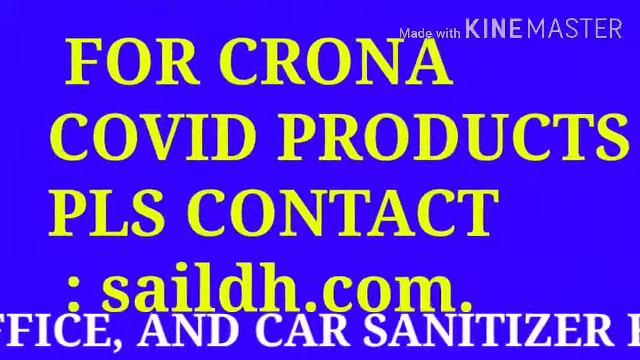 Made with KINEMASTER
FOR CRONA
COVID PRODUCTS
PLS CONTACT
: saildh.com.
FFICE, AND CAR SANITIZER